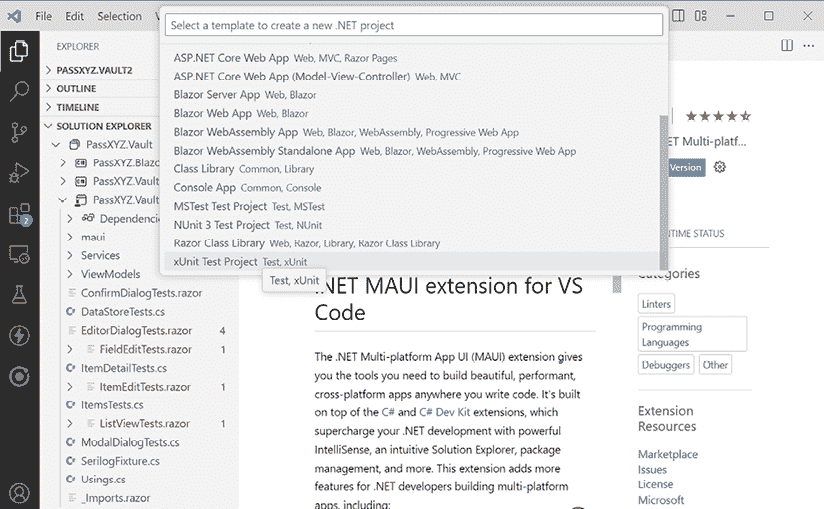 File Edit Selection V
Select a template to create a new .NET project
ASP.NET Core Web App Web, MVC, Razor Pages
ASP.NET Core Web App (Model-View-Controller) Web, MVC
Blazor Server App Web, Blazor
Blazor Web App Web, Blazor
Blazor WebAssembly App Web, Blazor, WebAssembly, Progressive Web App
Blazor WebAssembly Standalone App Web, Blazor, WebAssembly, Progressive Web App
Class Library Common, Library
Console App Common, Console
MSTest Test Project Test, MSTest
NUnit 3 Test Project Test, NUnit
Razor Class Library Web, Razor, Library, Razor Class Library
xUnit Test Project Test, xUnit
Test, xUnit
EXPLORER
PASSXYZ.VAULT2
OUTLINE
TIMELINE
SOLUTION EXPLORER
PassXYZ.Vault
PassXYZ.Blazo
PassXYZ.Vault
PassXYZ.Vault
Dependenci
maui
Services
ViewModels
ConfirmDialogTests.razor
DataStoreTests.cs
EditorDialogTests.razor 4
FieldEditTests.razor 1
ItemDetailTests.cs
ItemEditTests.razor 1
ItemsTests.cs
ListViewTests.razor 1
ModalDialogTests.cs
SerilogFixture.cs
Usings.cs
_Imports.razor
2
ET Multi-platf...
Version
NTIME STATUS
.NET MAUI extension for VS
Code
The .NET Multi-platform App UI (MAUI) extension gives
you the tools you need to build beautiful, performant,
cross-platform apps anywhere you write code. It's built
on top of the C# and C# Dev Kit extensions, which
supercharge your .NET development with powerful
IntelliSense, an intuitive Solution Explorer, package
management, and more. This extension adds more
features for .NET developers building multi-platform
apps, including:
Categories
Linters
Programming
Languages
Debuggers Other
Extension
Resources
Marketplace
Issues
License
Microsoft